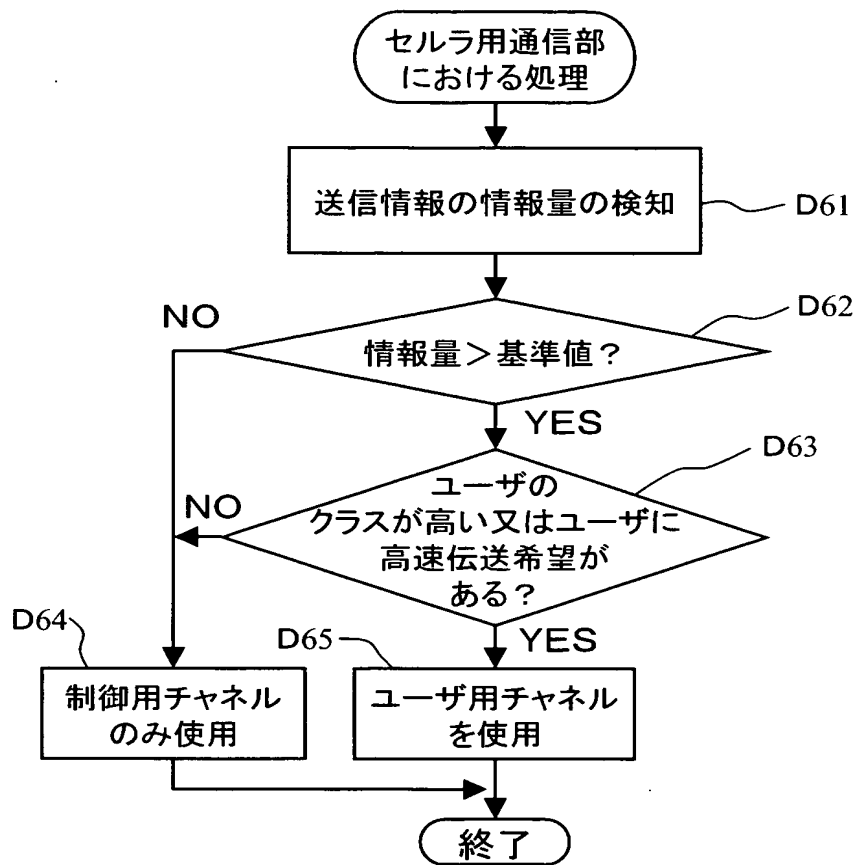 セルラ用通信部
における処理
送信情報の情報量の検知
D61
D62
NO
情報量>基準値?
YES
D63
ユーザの
NO
クラスが高い又はユーザに
高速伝送希望が
ある?
D64
D65
YES
制御用チャネル
のみ使用
ユーザ用チャネル
を使用
終了